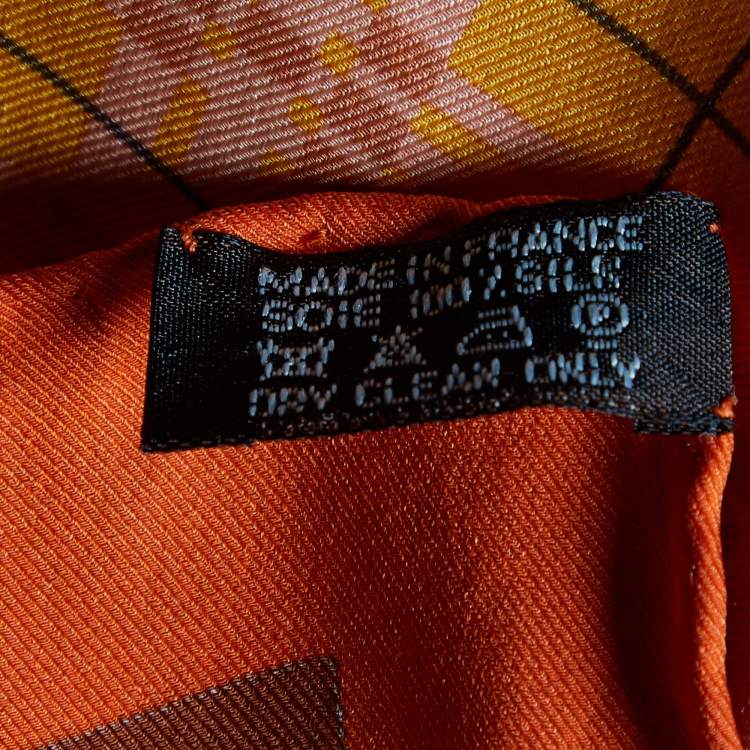 MADE IN FRANCE
SOIE 100% SILK
DRY CLEAN ONLY